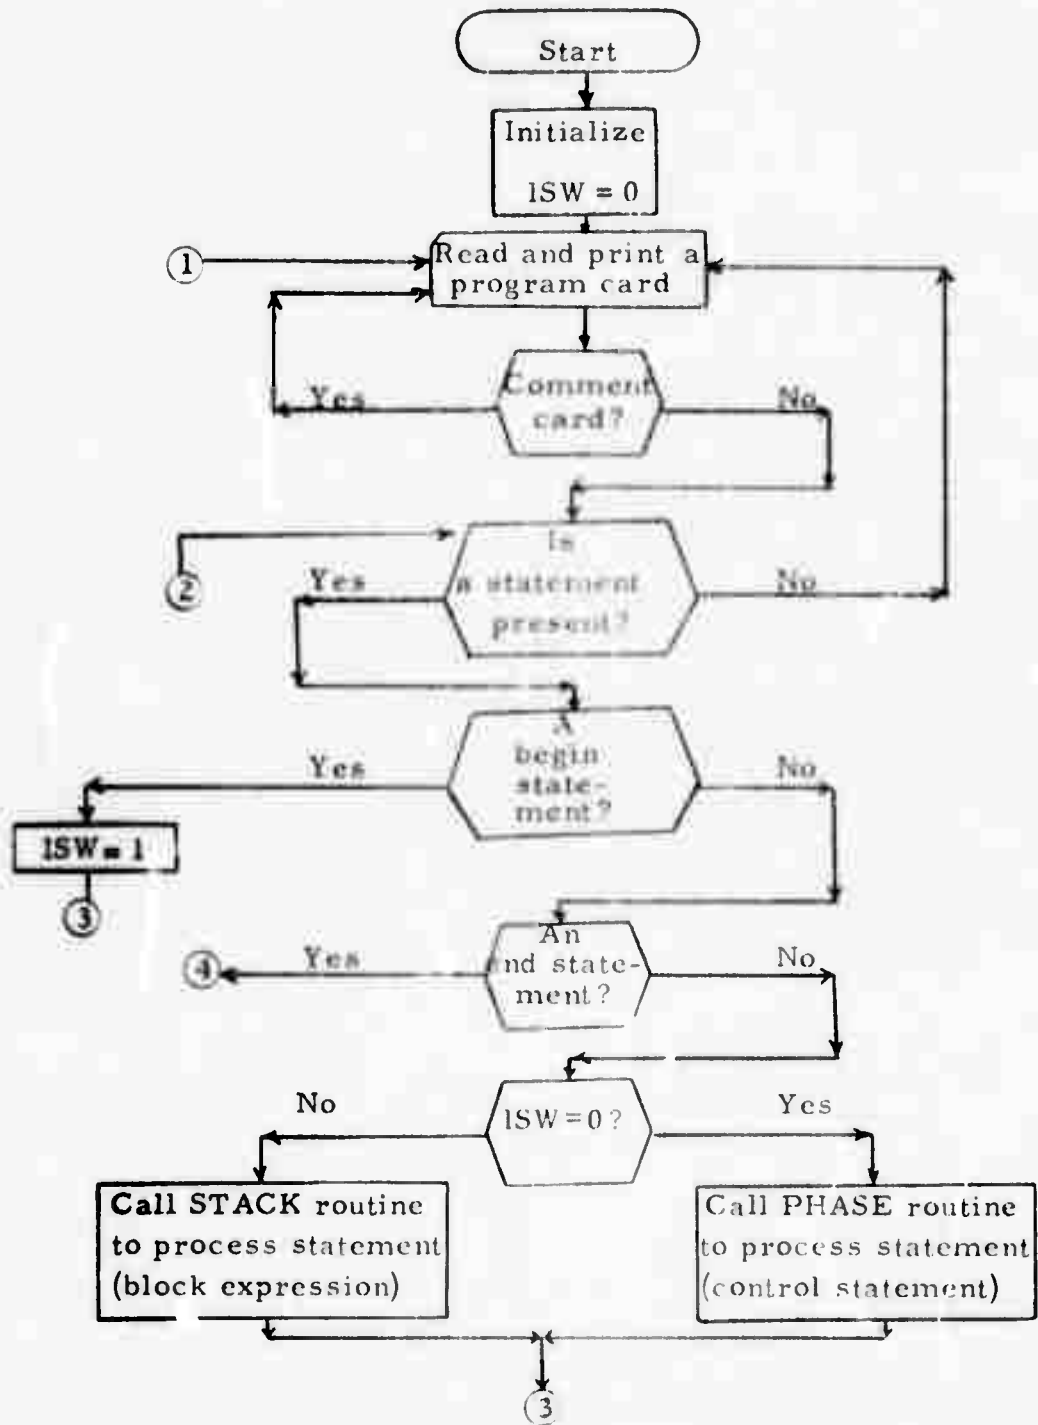 Start
Initialize
ISW = 0
1
Read and print a
program card
Comment
card?
Yes
No
2
Is
a statement
present?
Yes
No
A
begin
state-
ment?
Yes
No
ISW = 1
3
An
nd state-
ment?
4
Yes
No
ISW = 0?
No
Yes
Call STACK routine
to process statement
(block expression)
Call PHASE routine
to process statement
(control statement)
3